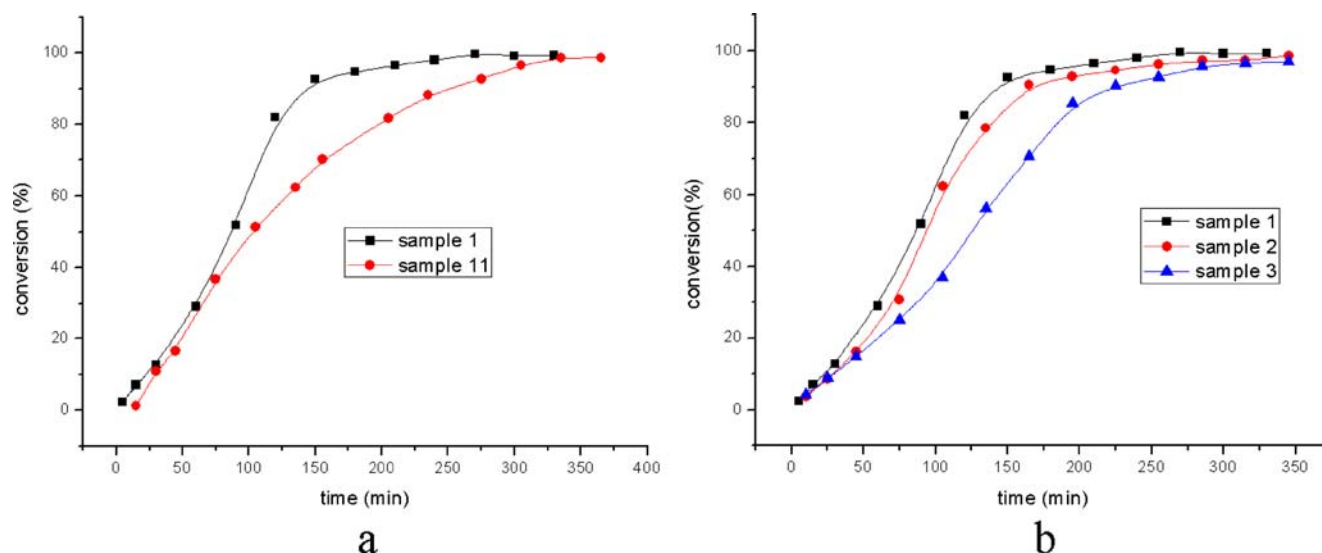 100
80
60
40
20
0
conversion (%)
sample 1
sample 11
0 50 100 150 200 250 300 350 400
time (min)
a
100
80
60
40
20
0
conversion(%)
sample 1
sample 2
sample 3
0 50 100 150 200 250 300 350
time (min)
b